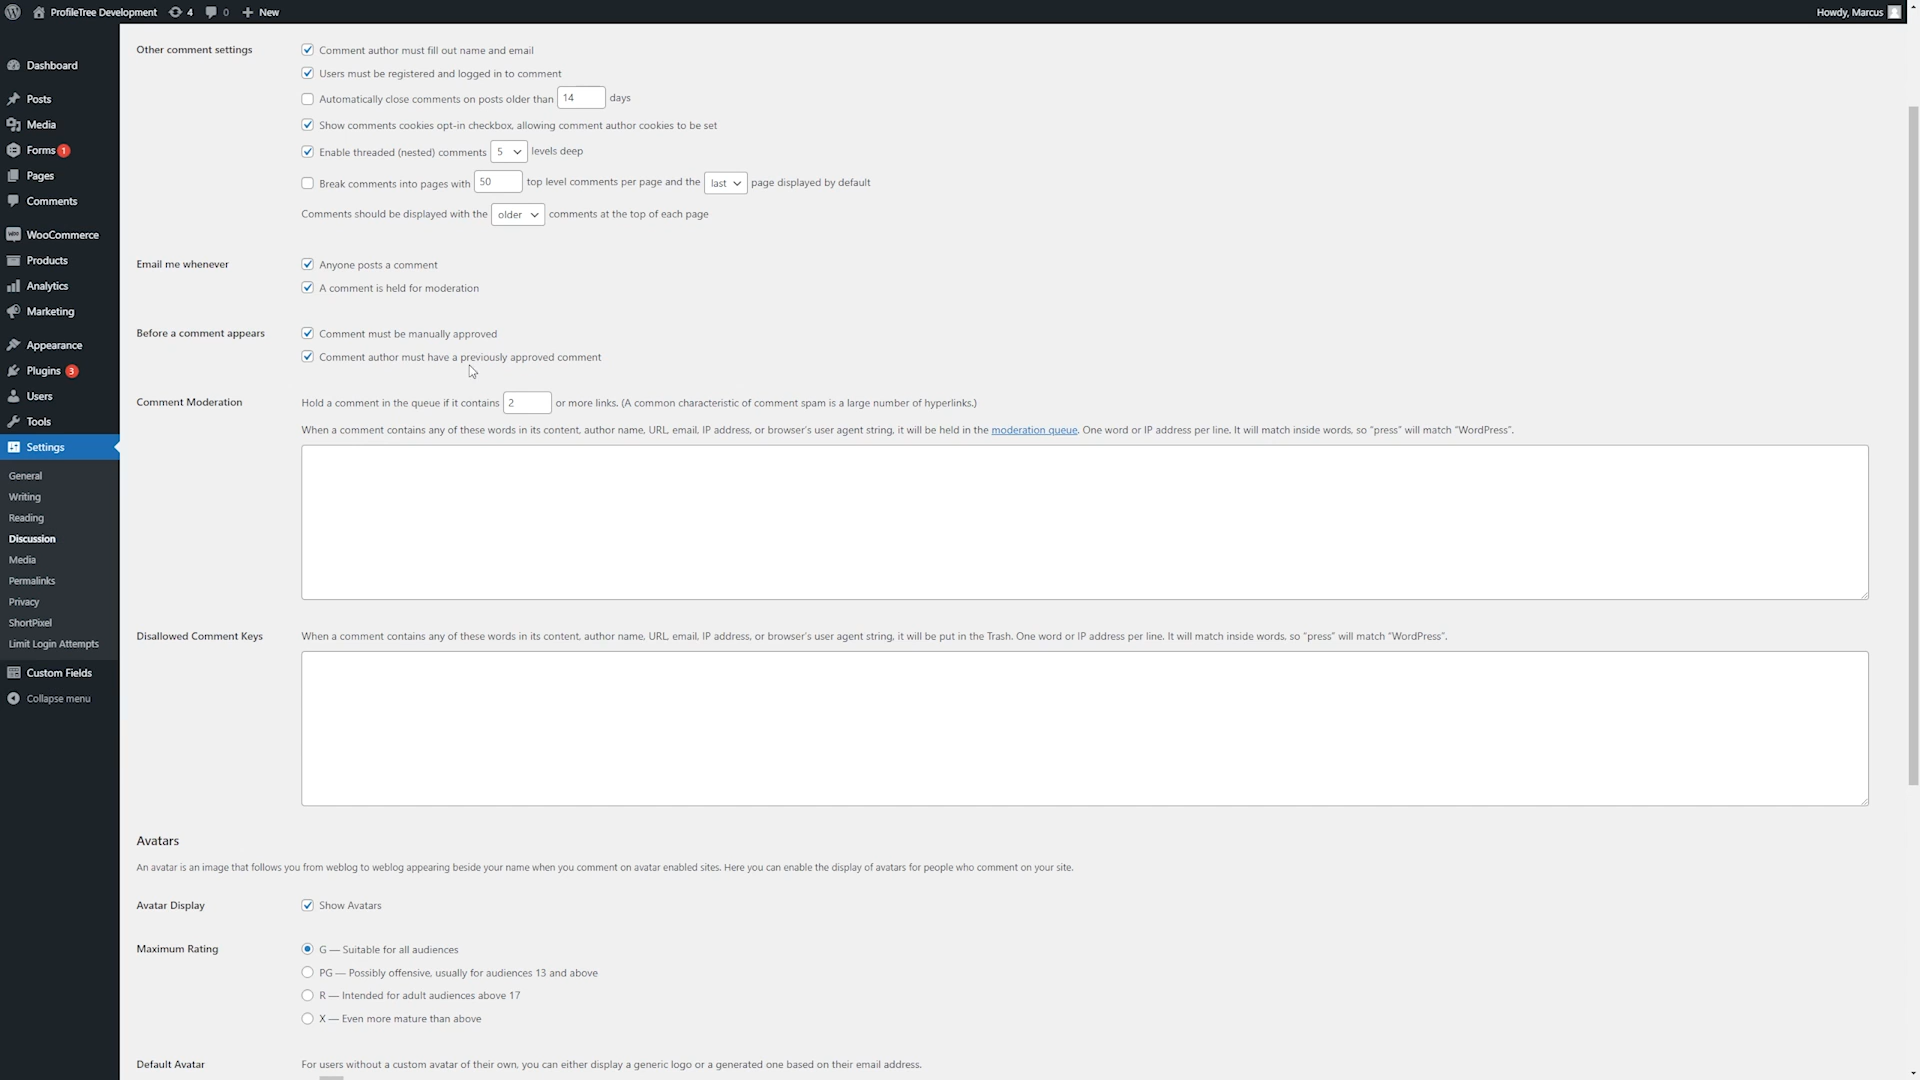 ProfileTree Development 4 0 New Howdy, Marcus
Dashboard
Posts
Media
Forms 1
Pages
Comments
WooCommerce
Products
Analytics
Marketing
Appearance
Plugins 3
Users
Tools
Settings
General
Writing
Reading
Discussion
Media
Permalinks
Privacy
ShortPixel
Limit Login Attempts
Custom Fields
Collapse menu
Other comment settings
Comment author must fill out name and email
Users must be registered and logged in to comment
Automatically close comments on posts older than 14 days
Show comments cookies opt-in checkbox, allowing comment author cookies to be set
Enable threaded (nested) comments 5 levels deep
Break comments into pages with 50 top level comments per page and the last page displayed by default
Comments should be displayed with the older comments at the top of each page
Email me whenever
Anyone posts a comment
A comment is held for moderation
Before a comment appears
Comment must be manually approved
Comment author must have a previously approved comment
Comment Moderation
Hold a comment in the queue if it contains 2 or more links. (A common characteristic of comment spam is a large number of hyperlinks.)
When a comment contains any of these words in its content, author name, URL, email, IP address, or browser's user agent string, it will be held in the moderation queue. One word or IP address per line. It will match inside words, so "press" will match "WordPress".
Disallowed Comment Keys
When a comment contains any of these words in its content, author name, URL, email, IP address, or browser's user agent string, it will be put in the Trash. One word or IP address per line. It will match inside words, so "press" will match "WordPress".
Avatars
An avatar is an image that follows you from weblog to weblog appearing beside your name when you comment on avatar enabled sites. Here you can enable the display of avatars for people who comment on your site.
Avatar Display
Show Avatars
Maximum Rating
G — Suitable for all audiences
PG — Possibly offensive, usually for audiences 13 and above
R — Intended for adult audiences above 17
X — Even more mature than above
Default Avatar
For users without a custom avatar of their own, you can either display a generic logo or a generated one based on their email address.